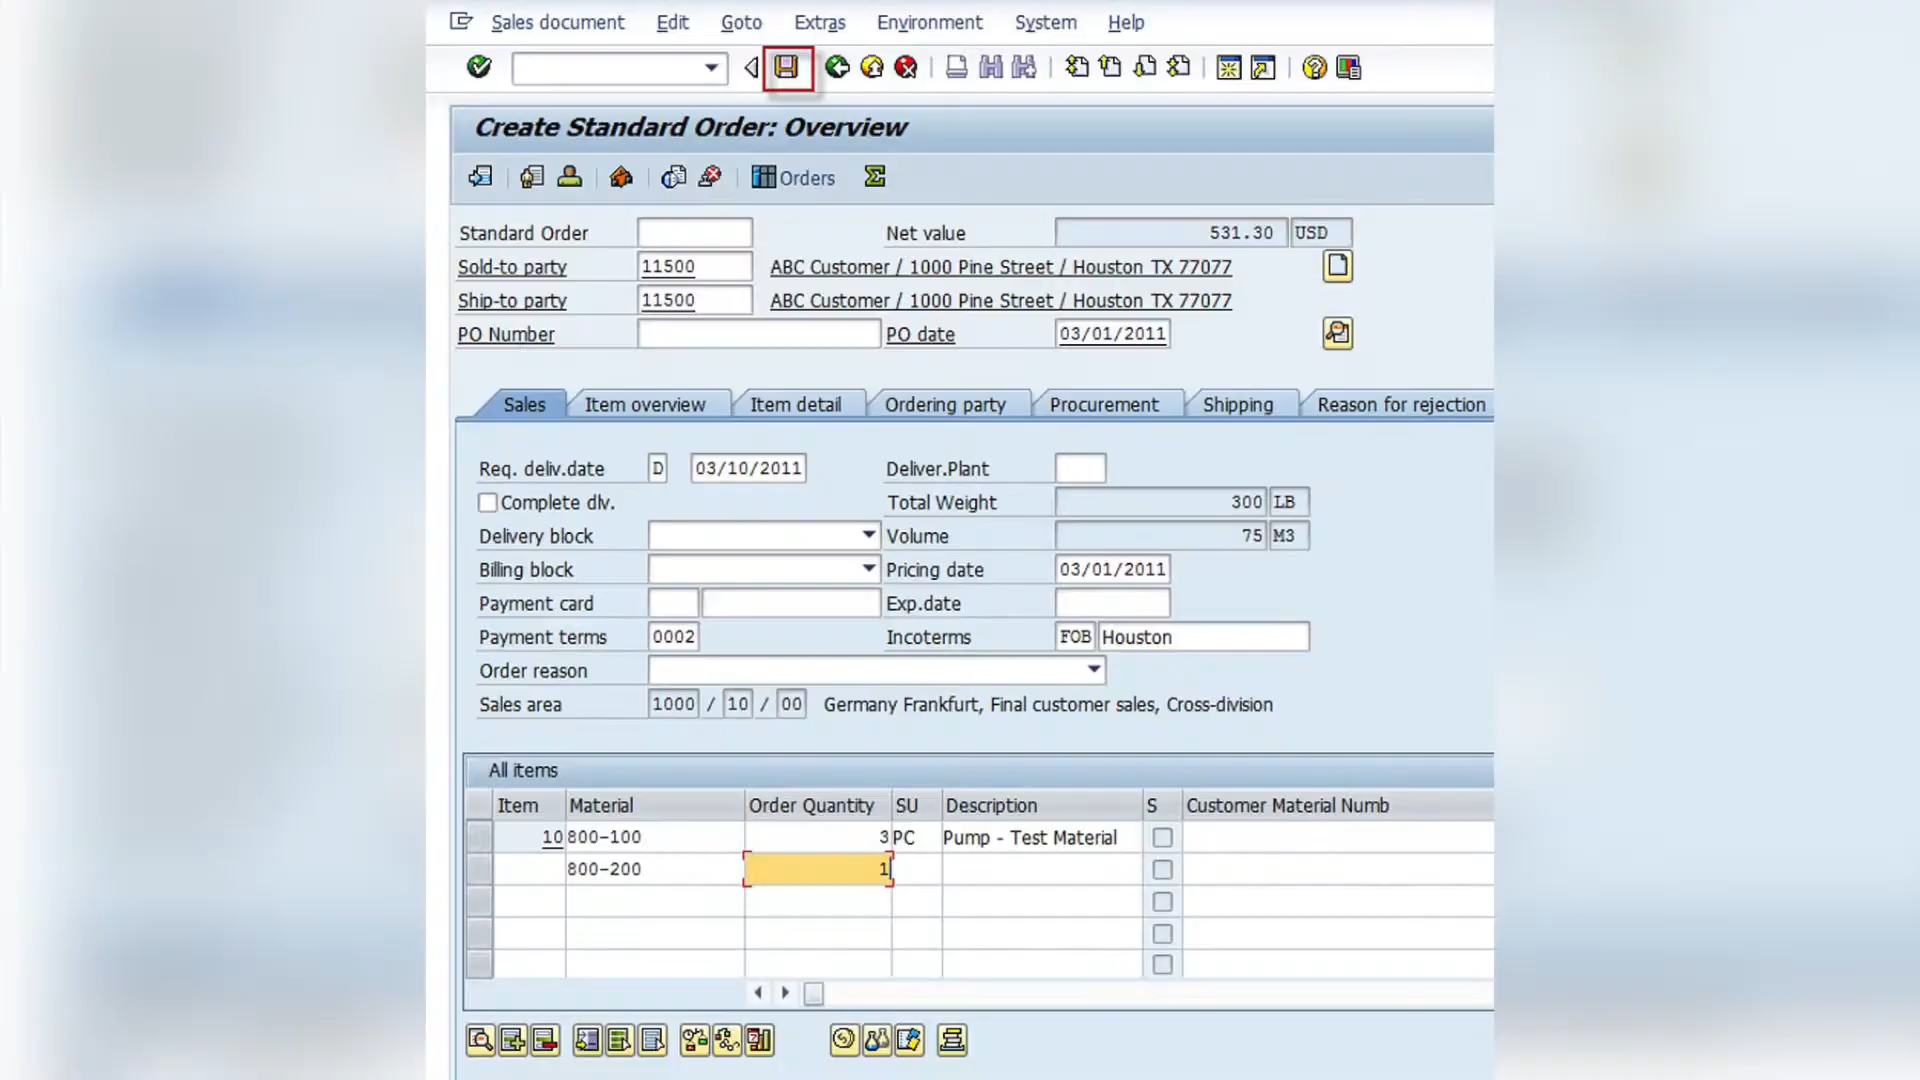 Sales document Edit Goto Extras Environment System Help
Create Standard Order: Overview
Orders
Standard Order Net value 531.30 USD
Sold-to party 11500 ABC Customer / 1000 Pine Street / Houston TX 77077
Ship-to party 11500 ABC Customer / 1000 Pine Street / Houston TX 77077
PO Number PO date 03/01/2011
Sales Item overview Item detail Ordering party Procurement Shipping Reason for rejection
Req. deliv.date D 03/10/2011 Deliver.Plant
Complete dlv. Total Weight 300 LB
Delivery block Volume 75 M3
Billing block Pricing date 03/01/2011
Payment card Exp.date
Payment terms 0002 Incoterms FOB Houston
Order reason
Sales area 1000 / 10 / 00 Germany Frankfurt, Final customer sales, Cross-division
All items
Item Material Order Quantity SU Description S Customer Material Numb
10 800-100 3 PC Pump - Test Material
800-200 1